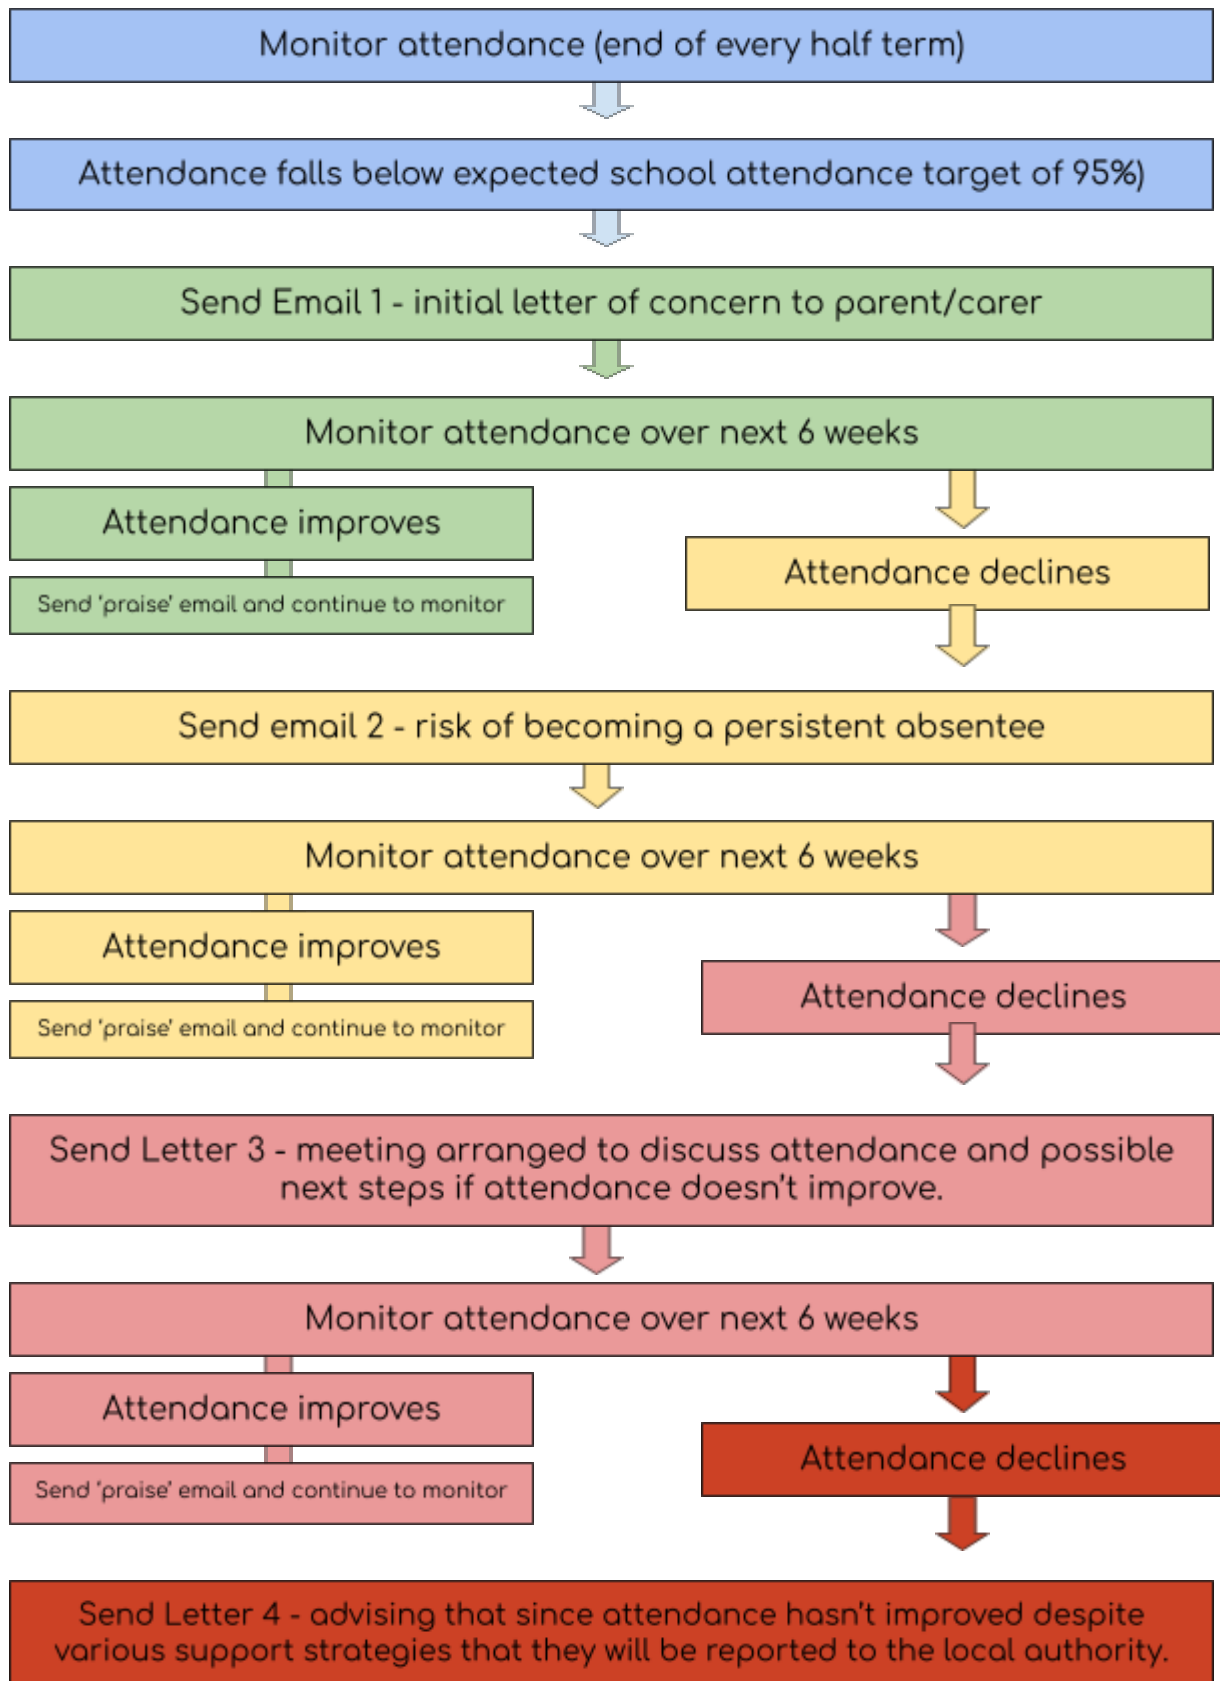 Monitor attendance (end of every half term)
Attendance falls below expected school attendance target of 95%)
Send Email 1 - initial letter of concern to parent/carer
Monitor attendance over next 6 weeks
Attendance improves
Send ‘praise’ email and continue to monitor
Attendance declines
Send email 2 - risk of becoming a persistent absentee
Monitor attendance over next 6 weeks
Attendance improves
Send ‘praise’ email and continue to monitor
Attendance declines
Send Letter 3 - meeting arranged to discuss attendance and possible
next steps if attendance doesn’t improve.
Monitor attendance over next 6 weeks
Attendance improves
Send ‘praise’ email and continue to monitor
Attendance declines
Send Letter 4 - advising that since attendance hasn’t improved despite
various support strategies that they will be reported to the local authority.